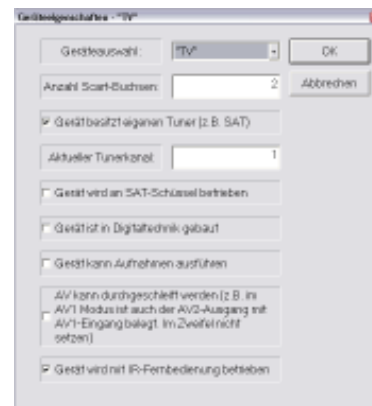 Geräteeigenschaften - "TV"
Geräteauswahl: "TV" OK
Anzahl Scart-Buchsen: 2 Abbrechen
Gerät besitzt eigenen Tuner (z.B. SAT)
Aktueller Tunerkanal: 1
Gerät wird an SAT-Schüssel betrieben
Gerät ist in Digitaltechnik gebaut
Gerät kann Aufnahmen ausführen
AV kann durchgeschleift werden (z.B. im
AV1 Modus ist auch der AV2-Ausgang mit
AV1-Eingang belegt. Im Zweifel nicht
setzen)
Gerät wird mit IR-Fernbedienung betrieben